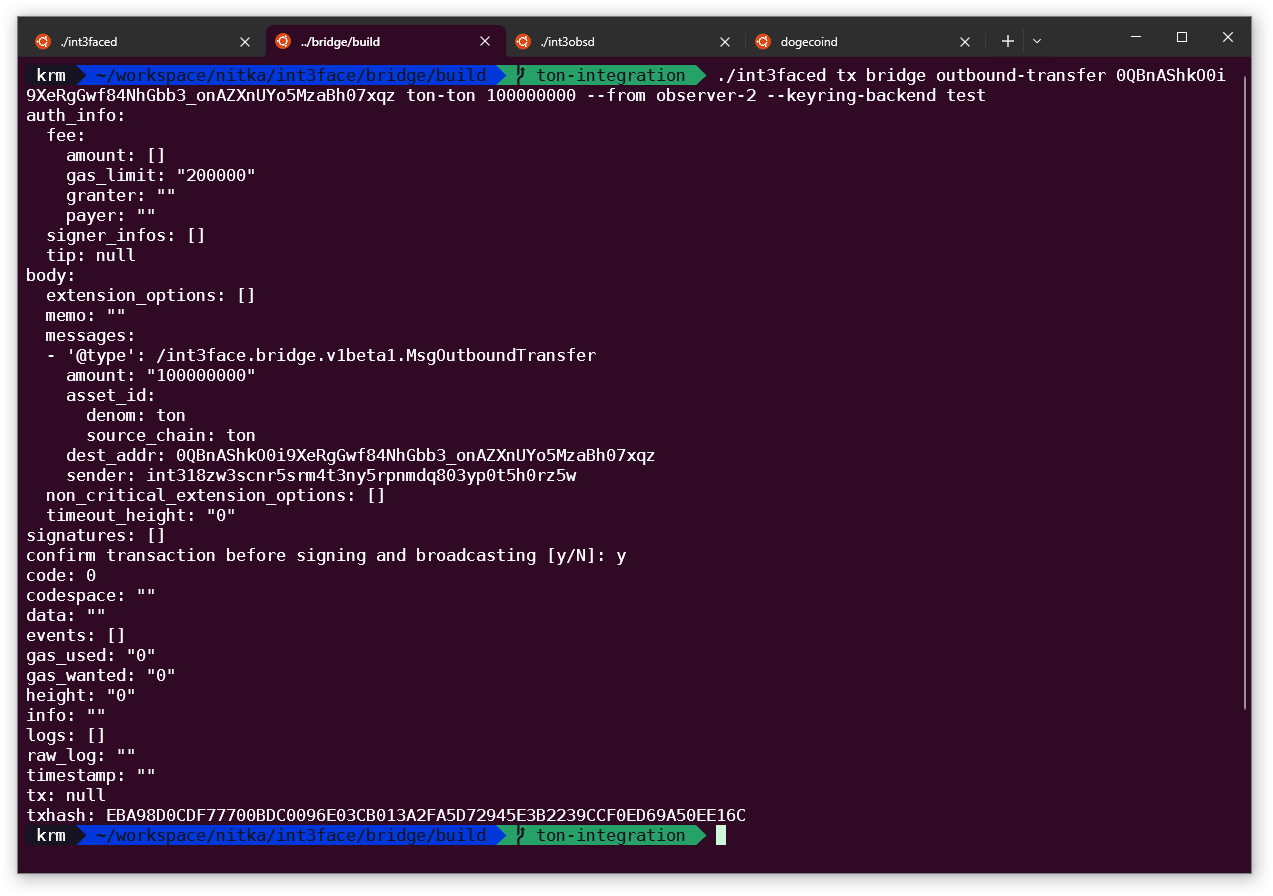 ./int3faced
../bridge/build
./int3obsd
dogecoind
krm ~/workspace/nitka/int3face/bridge/build ton-integration ./int3faced tx bridge outbound-transfer 0QBnAShkO0i
9XeRgGwf84NhGbb3_onAZXnUYo5MzaBh07xqz ton-ton 100000000 --from observer-2 --keyring-backend test
auth_info:
  fee:
    amount: []
    gas_limit: "200000"
    granter: ""
    payer: ""
  signer_infos: []
  tip: null
body:
  extension_options: []
  memo: ""
  messages:
  - '@type': /int3face.bridge.v1beta1.MsgOutboundTransfer
    amount: "100000000"
    asset_id:
      denom: ton
      source_chain: ton
    dest_addr: 0QBnAShkO0i9XeRgGwf84NhGbb3_onAZXnUYo5MzaBh07xqz
    sender: int318zw3scnr5srm4t3ny5rpnmdq803yp0t5h0rz5w
  non_critical_extension_options: []
  timeout_height: "0"
signatures: []
confirm transaction before signing and broadcasting [y/N]: y
code: 0
codespace: ""
data: ""
events: []
gas_used: "0"
gas_wanted: "0"
height: "0"
info: ""
logs: []
raw_log: ""
timestamp: ""
tx: null
txhash: EBA98D0CDF77700BDC0096E03CB013A2FA5D72945E3B2239CCF0ED69A50EE16C
krm ~/workspace/nitka/int3face/bridge/build ton-integration